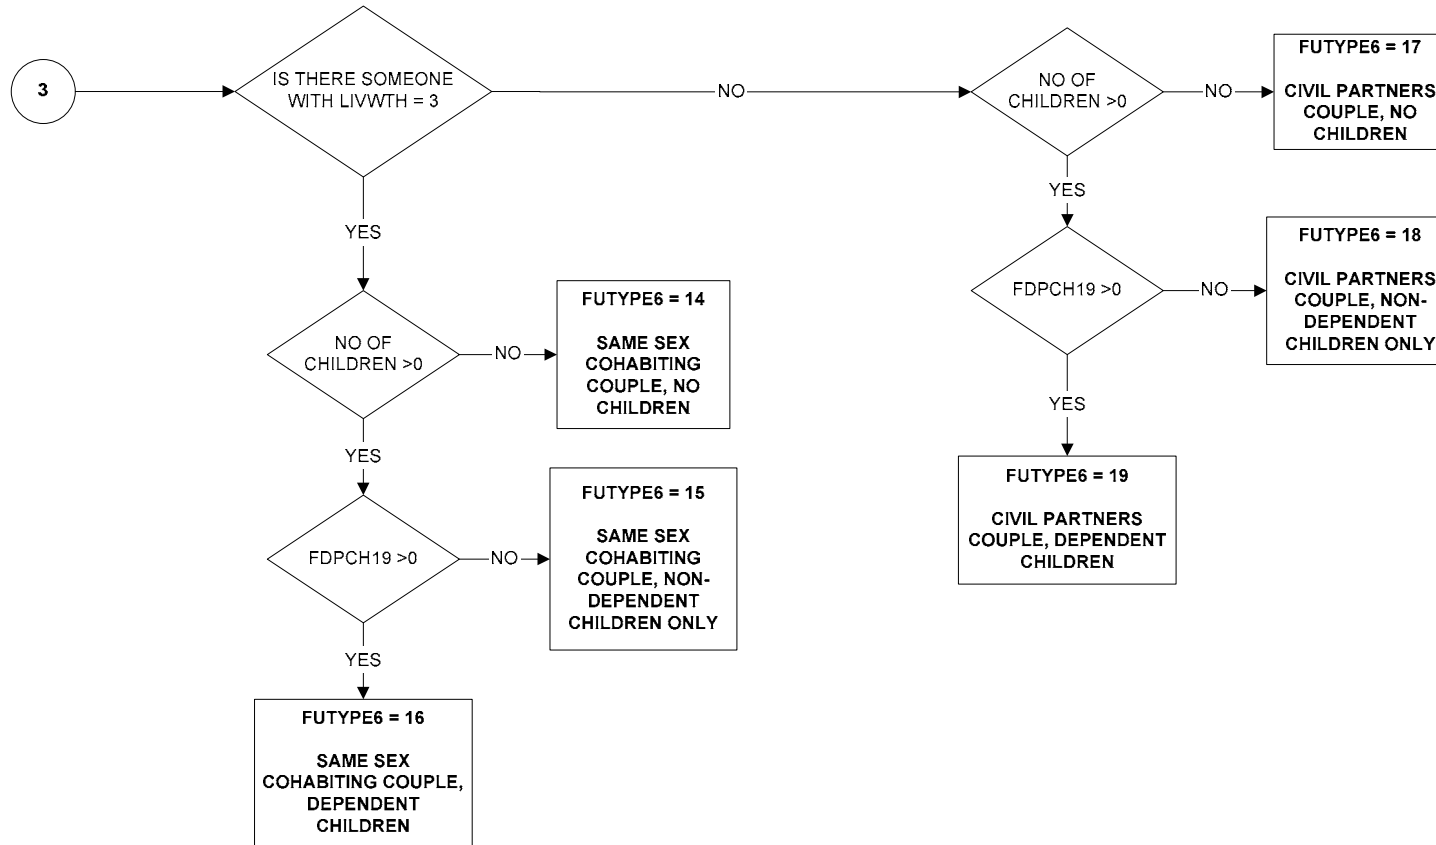 3
IS THERE SOMEONE
WITH LIVWTH = 3
NO
NO OF
CHILDREN >0
NO
FUTYPE6 = 17
CIVIL PARTNERS
COUPLE, NO
CHILDREN
YES
YES
FDPCH19 >0
NO
FUTYPE6 = 18
CIVIL PARTNERS
COUPLE, NON-
DEPENDENT
CHILDREN ONLY
NO OF
CHILDREN >0
NO
FUTYPE6 = 14
SAME SEX
COHABITING
COUPLE, NO
CHILDREN
YES
FUTYPE6 = 19
CIVIL PARTNERS
COUPLE, DEPENDENT
CHILDREN
YES
FDPCH19 >0
NO
FUTYPE6 = 15
SAME SEX
COHABITING
COUPLE, NON-
DEPENDENT
CHILDREN ONLY
YES
FUTYPE6 = 16
SAME SEX
COHABITING COUPLE,
DEPENDENT
CHILDREN